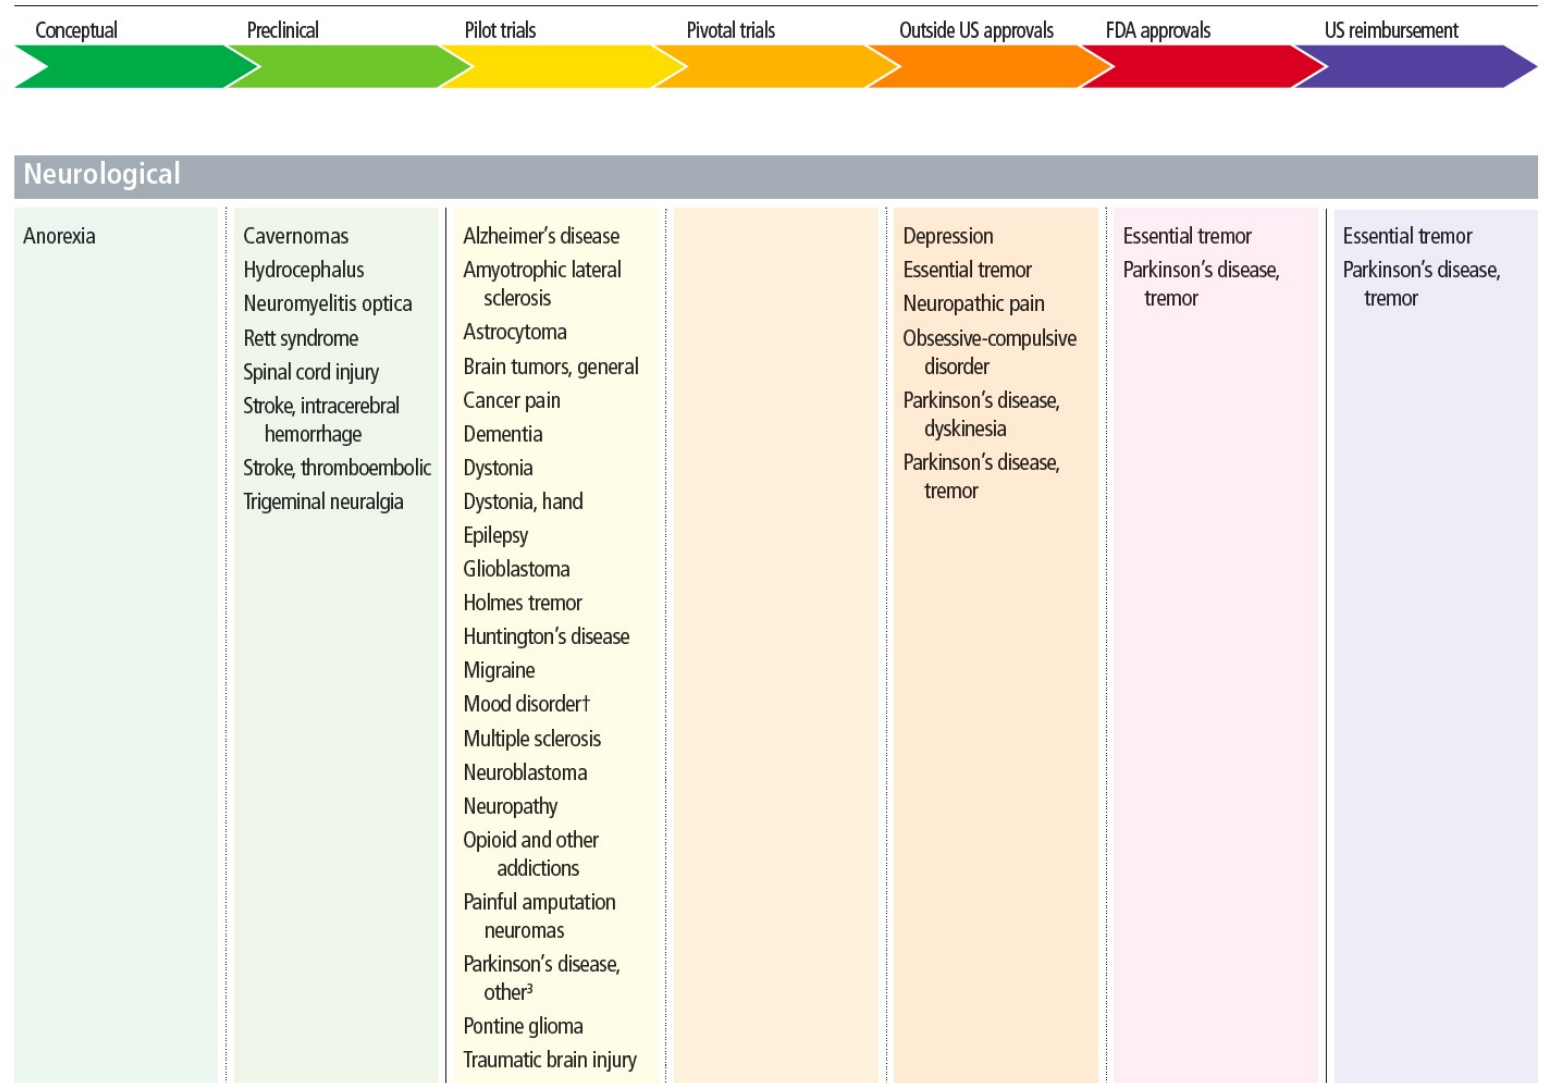 Conceptual
Preclinical
Pilot trials
Pivotal trials
Outside US approvals
FDA approvals
US reimbursement
Neurological
Anorexia
Cavernomas
Hydrocephalus
Neuromyelitis optica
Rett syndrome
Spinal cord injury
Stroke, intracerebral
hemorrhage
Stroke, thromboembolic
Trigeminal neuralgia
Alzheimer’s disease
Amyotrophic lateral
sclerosis
Astrocytoma
Brain tumors, general
Cancer pain
Dementia
Dystonia
Dystonia, hand
Epilepsy
Glioblastoma
Holmes tremor
Huntington’s disease
Migraine
Mood disorder†
Multiple sclerosis
Neuroblastoma
Neuropathy
Opioid and other
addictions
Painful amputation
neuromas
Parkinson’s disease,
other³
Pontine glioma
Traumatic brain injury
Depression
Essential tremor
Neuropathic pain
Obsessive-compulsive
disorder
Parkinson’s disease,
dyskinesia
Parkinson’s disease,
tremor
Essential tremor
Parkinson’s disease,
tremor
Essential tremor
Parkinson’s disease,
tremor